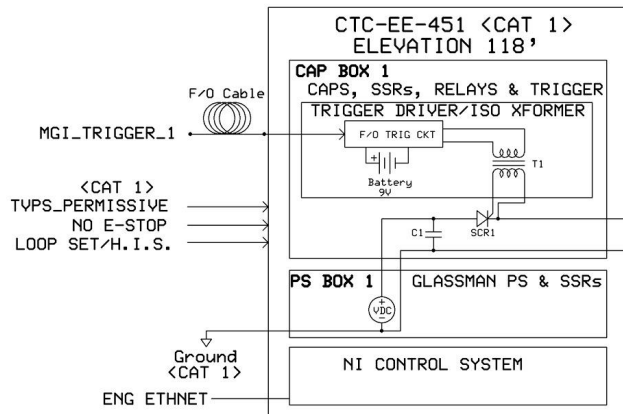 CTC-EE-451 <CAT 1>
ELEVATION 118'
CAP BOX 1
CAPS, SSRs, RELAYS & TRIGGER
TRIGGER DRIVER/ISO XFORMER
F/O Cable
MGI_TRIGGER_1
F/O TRIG CKT
T1
+
Battery
9V
<CAT 1>
TVPS_PERMISSIVE
NO E-STOP
LOOP SET/H.I.S.
C1
SCR1
PS BOX 1
GLASSMAN PS & SSRs
+
VDC
-
Ground
<CAT 1>
NI CONTROL SYSTEM
ENG ETHNET